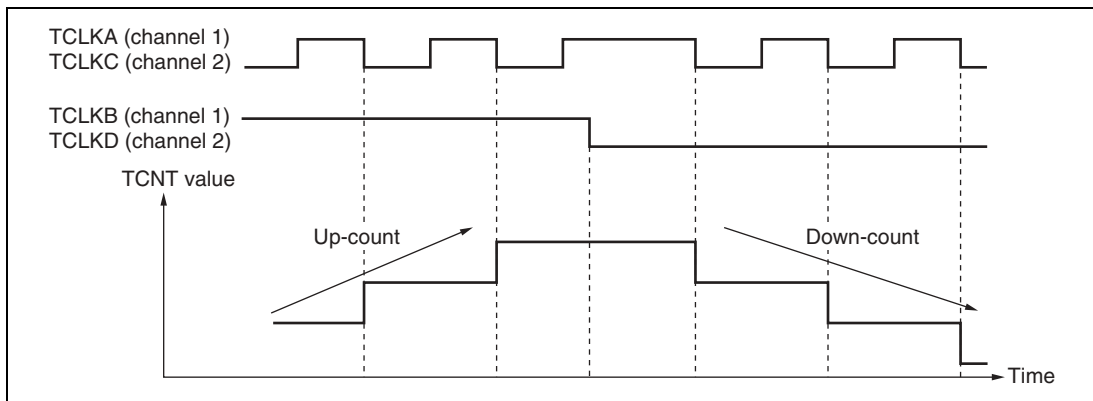 TCLKA (channel 1)
TCLKC (channel 2)
TCLKB (channel 1)
TCLKD (channel 2)
TCNT value
Up-count
Down-count
Time